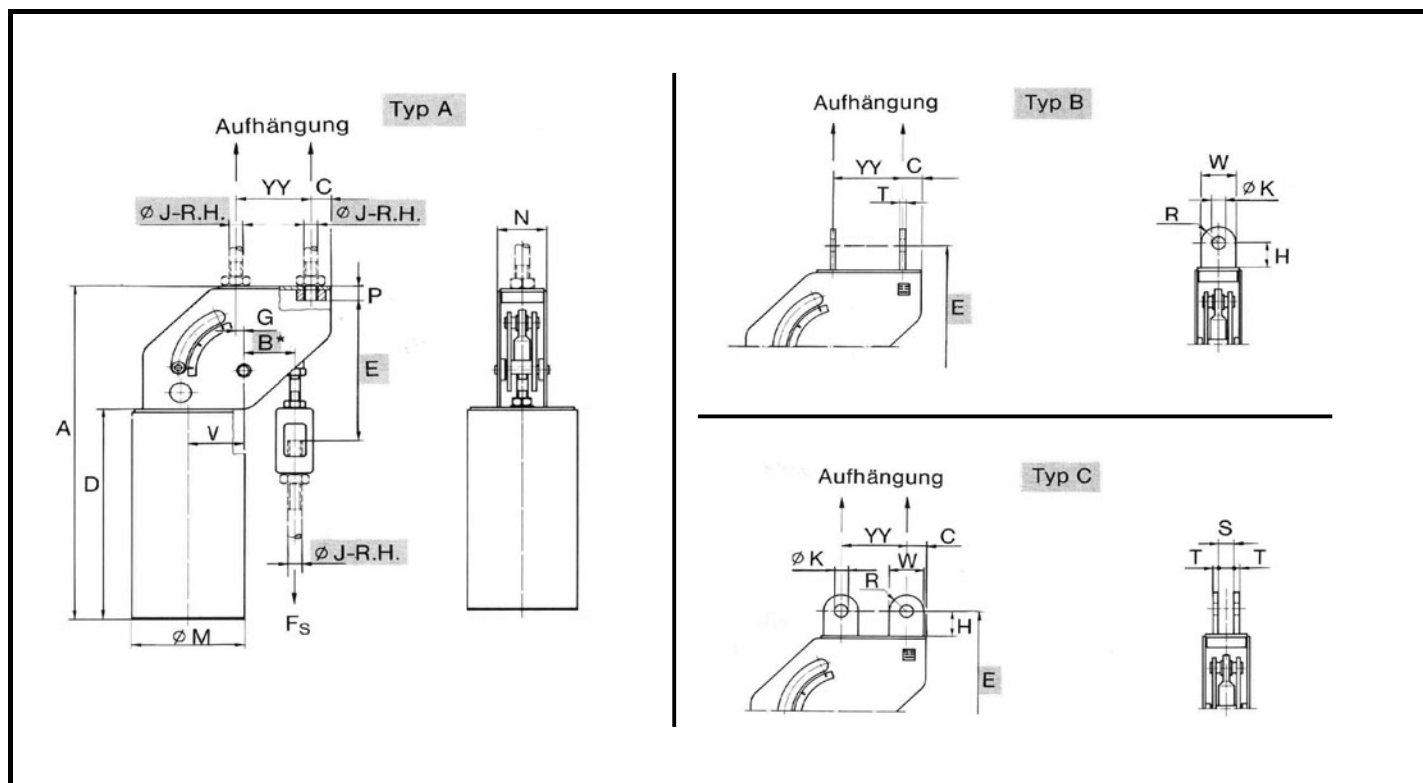 Typ A
Aufhängung
YY
C
Ø J-R.H.
Ø J-R.H.
N
P
G
B*
E
A
V
D
Ø J-R.H.
Ø M
FS
Typ B
Aufhängung
YY
C
T
W
Ø K
R
H
E
Typ C
Aufhängung
YY
C
S
Ø K
W
T
T
R
H
E